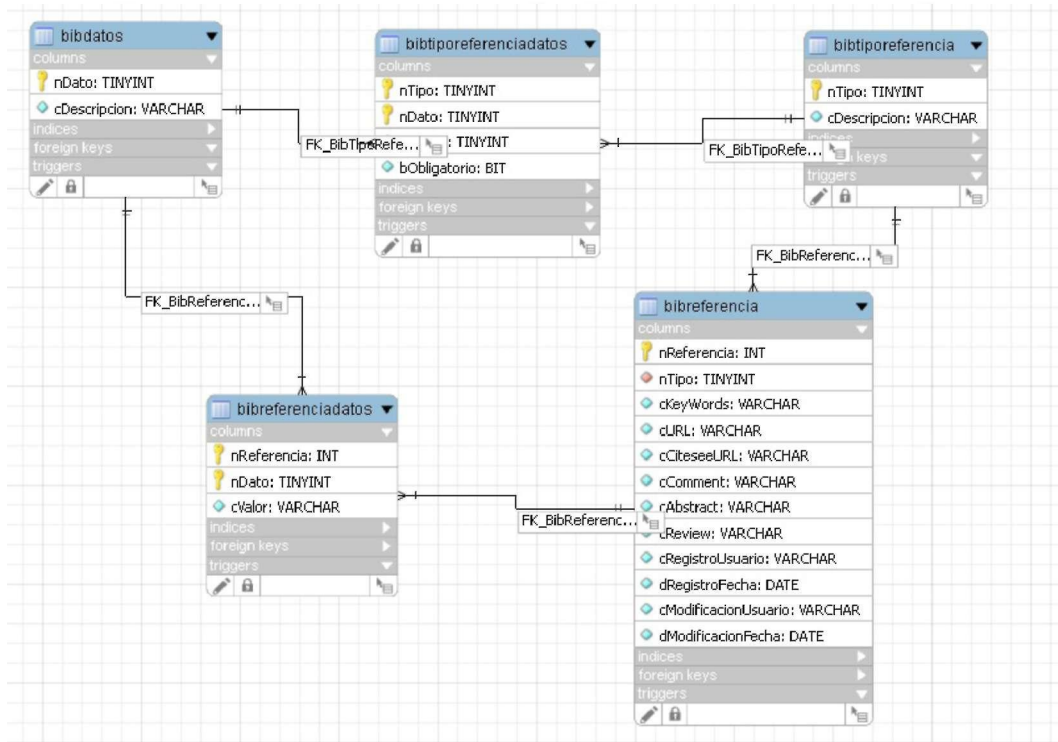 bibdatos
columns
nDato: TINYINT
cDescripcion: VARCHAR
indices
foreign keys
triggers
bibtiporeferenciadatos
columns
nTipo: TINYINT
nDato: TINYINT
: TINYINT
bObligatorio: BIT
indices
foreign keys
triggers
bibtiporeferencia
columns
nTipo: TINYINT
cDescripcion: VARCHAR
indices
foreign keys
triggers
FK_BibTipoRefe...
FK_BibTipoRefe...
FK_BibReferenc...
FK_BibReferenc...
bibreferenciadatos
columns
nReferencia: INT
nDato: TINYINT
cValor: VARCHAR
indices
foreign keys
triggers
FK_BibReferenc...
bibreferencia
columns
nReferencia: INT
nTipo: TINYINT
cKeyWords: VARCHAR
cURL: VARCHAR
cCiteseeURL: VARCHAR
cComment: VARCHAR
cAbstract: VARCHAR
cReview: VARCHAR
cRegistroUsuario: VARCHAR
dRegistroFecha: DATE
cModificacionUsuario: VARCHAR
dModificacionFecha: DATE
indices
foreign keys
triggers